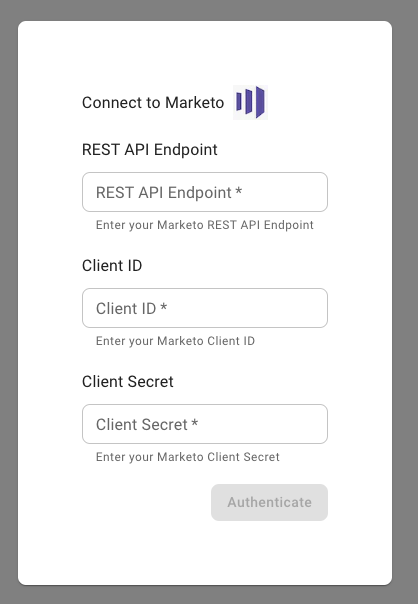 Connect to Marketo
REST API Endpoint
REST API Endpoint *
Enter your Marketo REST API Endpoint
Client ID
Client ID *
Enter your Marketo Client ID
Client Secret
Client Secret *
Enter your Marketo Client Secret
Authenticate